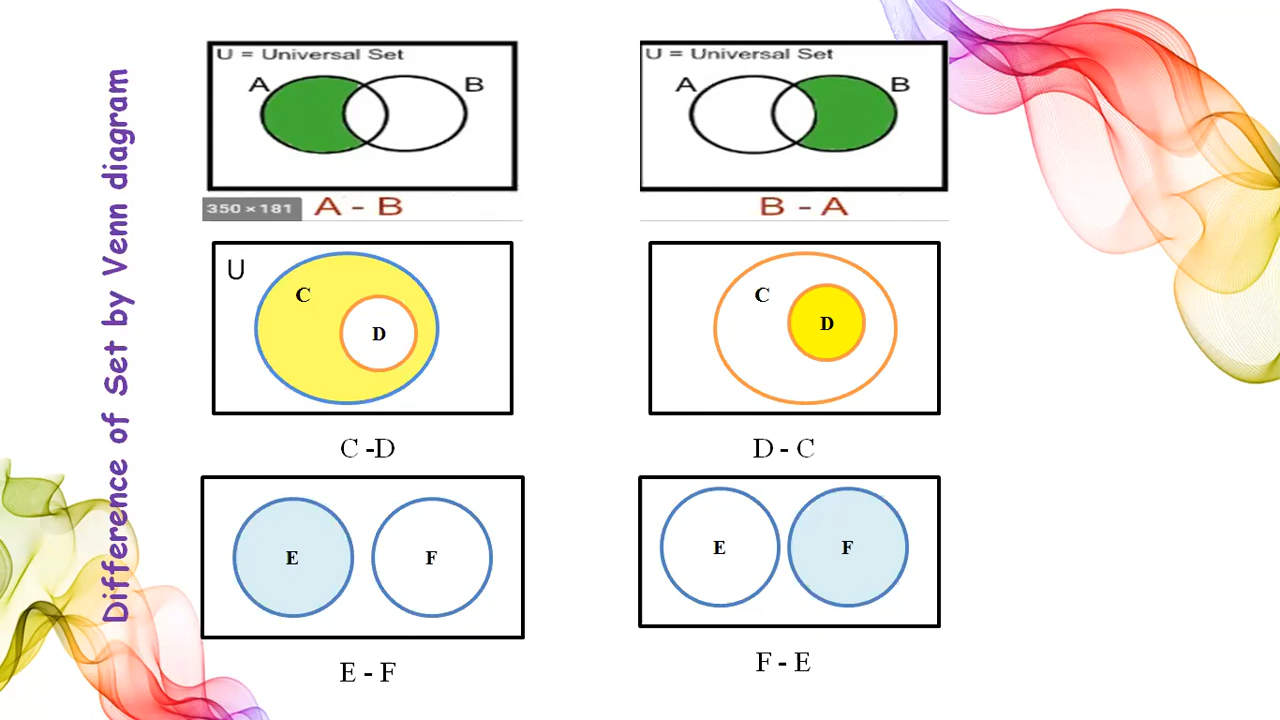 Difference of Set by Venn diagram
U = Universal Set
A
B
350 × 181 A - B
U = Universal Set
A
B
B - A
U
C
D
C -D
C
D
D - C
E
F
E - F
E
F
F - E